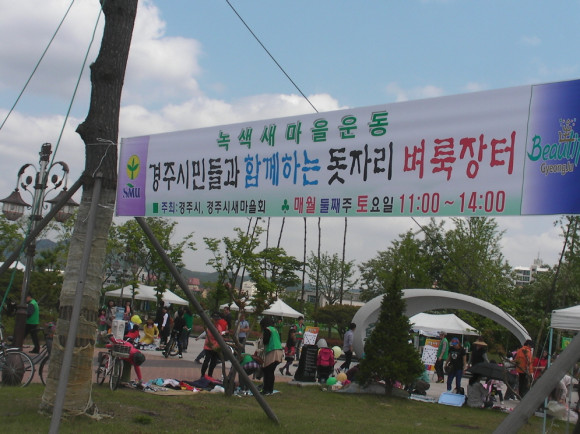 녹색새마을운동
경주시민들과 함께하는 돗자리 벼룩장터
SMU
■ 주최:경주시, 경주시새마을회 ♣ 매월 둘째주 토요일 11:00~14:00
Beautiful
Gyeongju